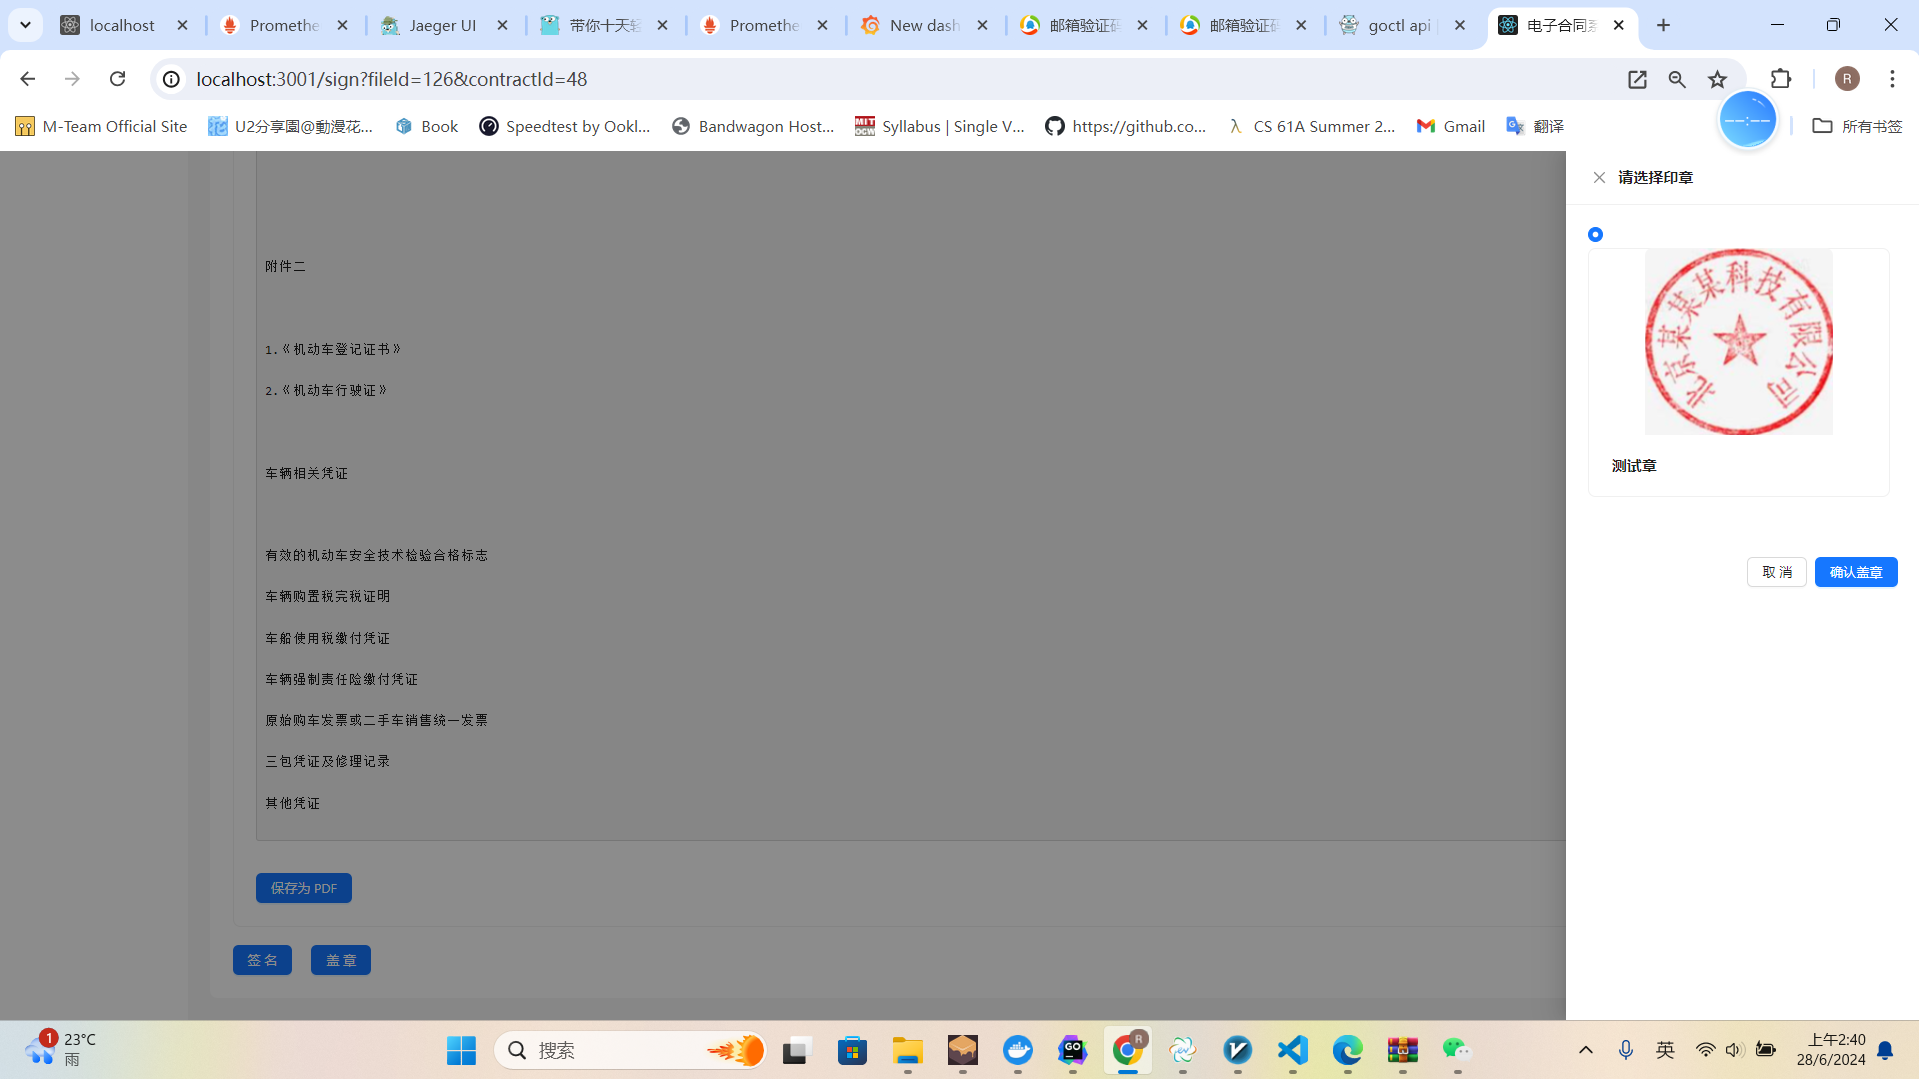 localhost
Promethe
Jaeger UI
带你十天轻
Promethe
New dash
邮箱验证码
邮箱验证码
goctl api
电子合同系
localhost:3001/sign?fileId=126&contractId=48
R
M-Team Official Site
U2分享園@動漫花...
Book
Speedtest by Ookl...
Bandwagon Host...
Syllabus | Single V...
https://github.co...
CS 61A Summer 2...
Gmail
翻译
--:--
所有书签
附件二
1.《机动车登记证书》
2.《机动车行驶证》
车辆相关凭证
有效的机动车安全技术检验合格标志
车辆购置税完税证明
车船使用税缴付凭证
车辆强制责任险缴付凭证
原始购车发票或二手车销售统一发票
三包凭证及修理记录
其他凭证
保存为 PDF
签 名
盖 章
请选择印章
北京某某某科技有限公司
测试章
取 消
确认盖章
1
23°C
雨
搜索
英
上午2:40
28/6/2024